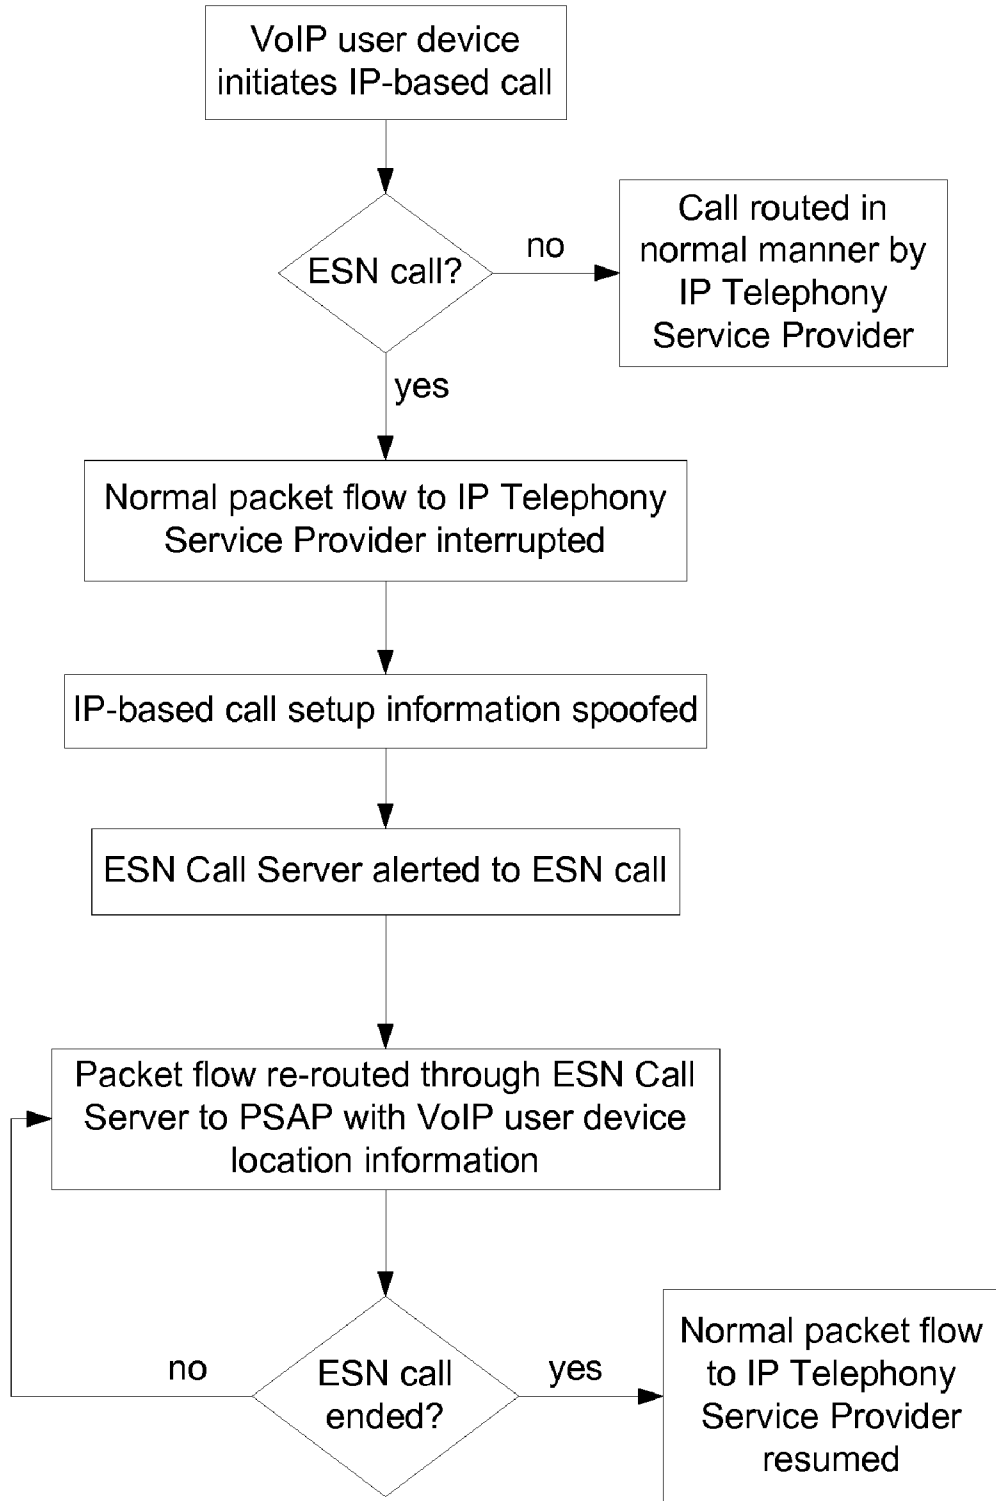 VoIP user device
initiates IP-based call
ESN call?
no
Call routed in
normal manner by
IP Telephony
Service Provider
yes
Normal packet flow to IP Telephony
Service Provider interrupted
IP-based call setup information spoofed
ESN Call Server alerted to ESN call
Packet flow re-routed through ESN Call
Server to PSAP with VoIP user device
location information
no
ESN call
ended?
yes
Normal packet flow
to IP Telephony
Service Provider
resumed